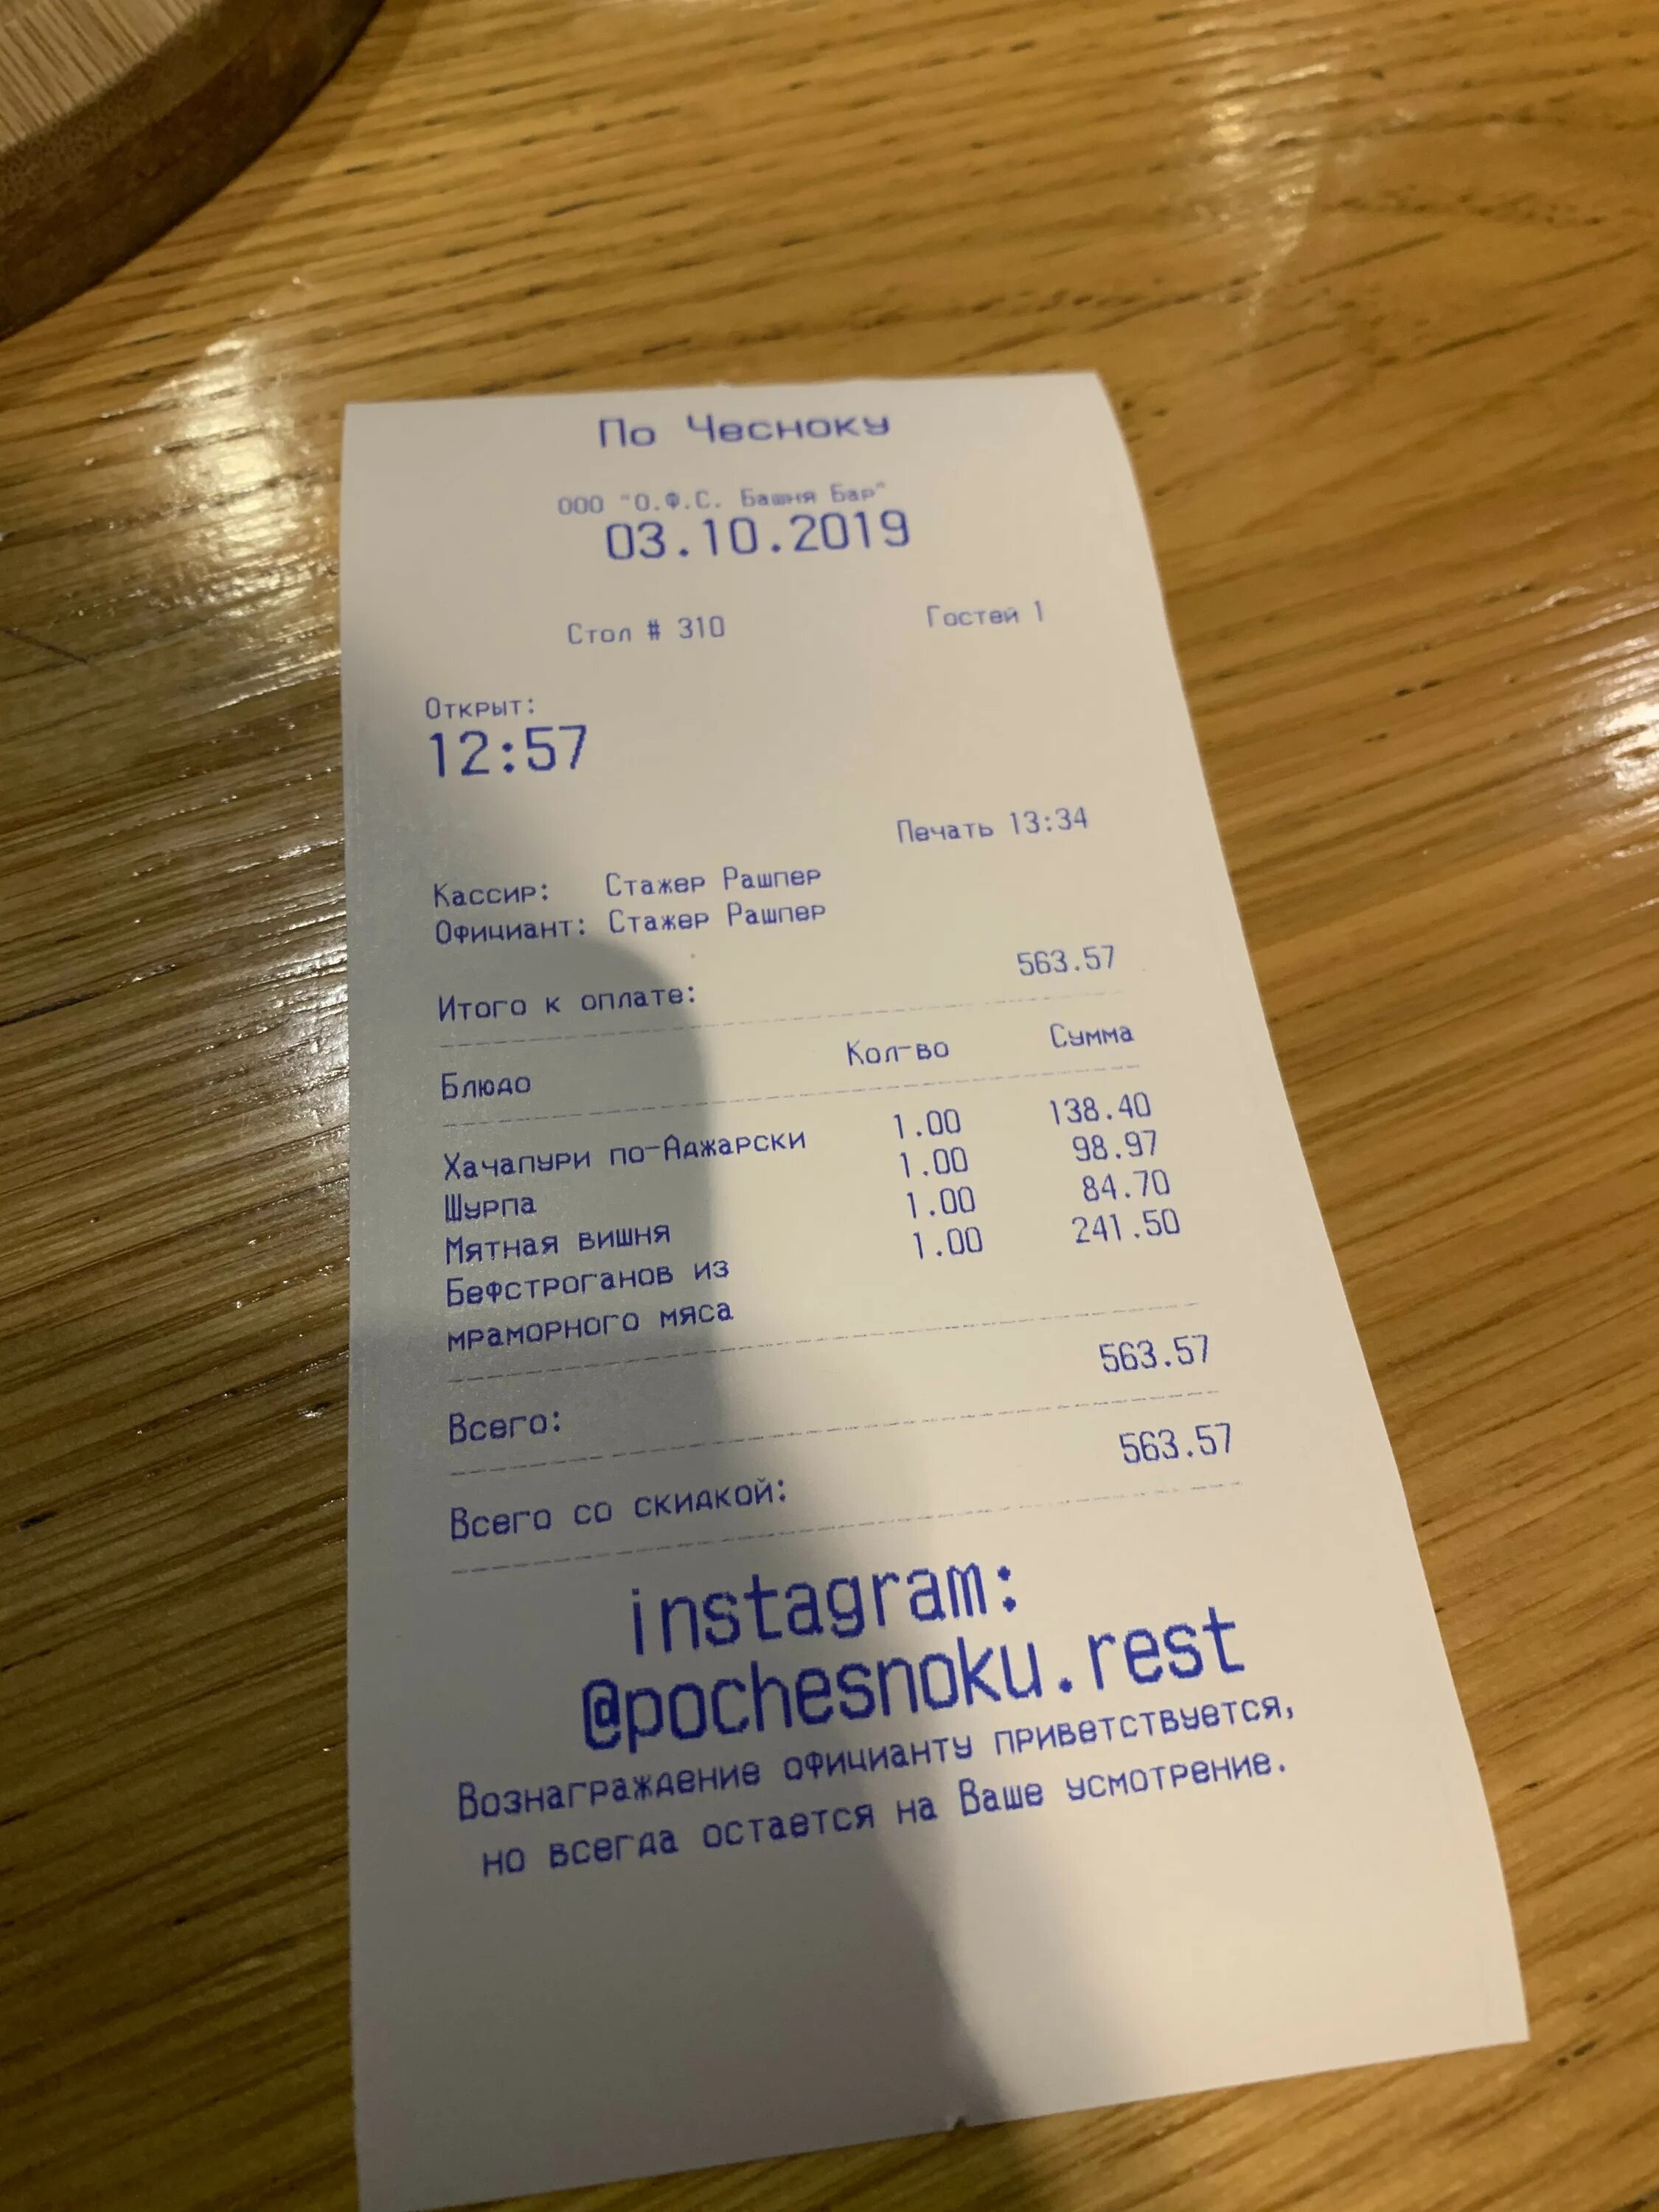 По Чесноку
ООО "О.Ф.С. Башня Бар"
03.10.2019
Стол # 310 Гостей 1
Открыт:
12:57
Печать 13:34
Кассир: Стажер Рашпер
Официант: Стажер Рашпер
Итого к оплате: 563.57
Блюдо Кол-во Сумма
Хачапури по-Аджарски 1.00 138.40
Шурпа 1.00 98.97
Мятная вишня 1.00 84.70
Бефстроганов из 1.00 241.50
мраморного мяса
Всего: 563.57
Всего со скидкой: 563.57
instagram:
@pochesnoku.rest
Вознаграждение официанту приветствуется,
но всегда остается на Ваше усмотрение.